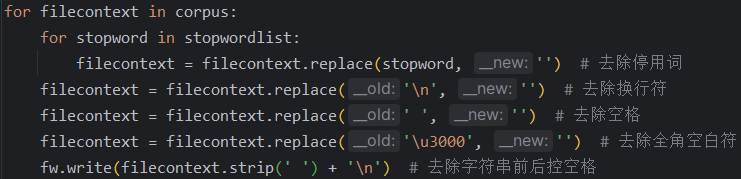 for filecontext in corpus:
    for stopword in stopwordlist:
        filecontext = filecontext.replace(stopword, __new: '')  # 去除停用词
    filecontext = filecontext.replace(__old: '\n', __new: '')  # 去除换行符
    filecontext = filecontext.replace(__old: ' ', __new: '')  # 去除空格
    filecontext = filecontext.replace(__old: '\u3000', __new: '')  # 去除全角空白符
    fw.write(filecontext.strip(' ') + '\n')  # 去除字符串前后控空格